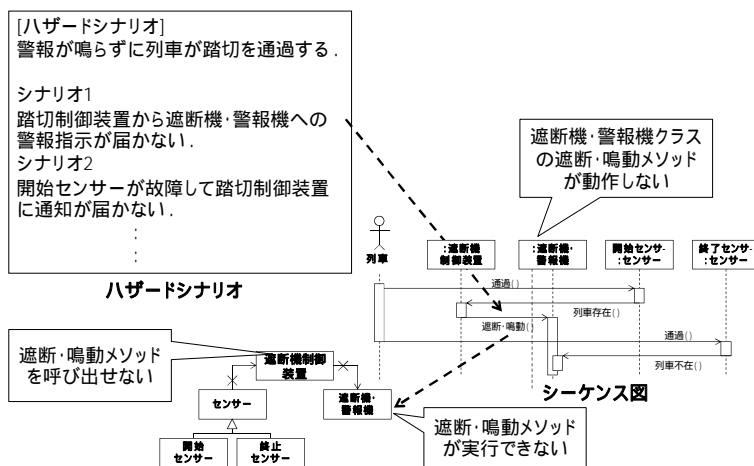 [ハザードシナリオ]
警報が鳴らずに列車が踏切を通過する.
シナリオ1
踏切制御装置から遮断機・警報機への
警報指示が届かない.
シナリオ2
開始センサーが故障して踏切制御装置
に通知が届かない.
:
:
ハザードシナリオ
遮断機・警報機クラス
の遮断・鳴動メソッド
が動作しない
列車
:遮断機
制御装置
:遮断機・
警報機
開始センサ-
:センサー
終了センサ-
:センサー
通過()
列車存在()
遮断・鳴動()
通過()
列車不在()
シーケンス図
遮断・鳴動メソッド
を呼び出せない
遮断機制御
装置
センサー
遮断機・
警報機
開始
センサー
終止
センサー
遮断・鳴動メソッド
が実行できない